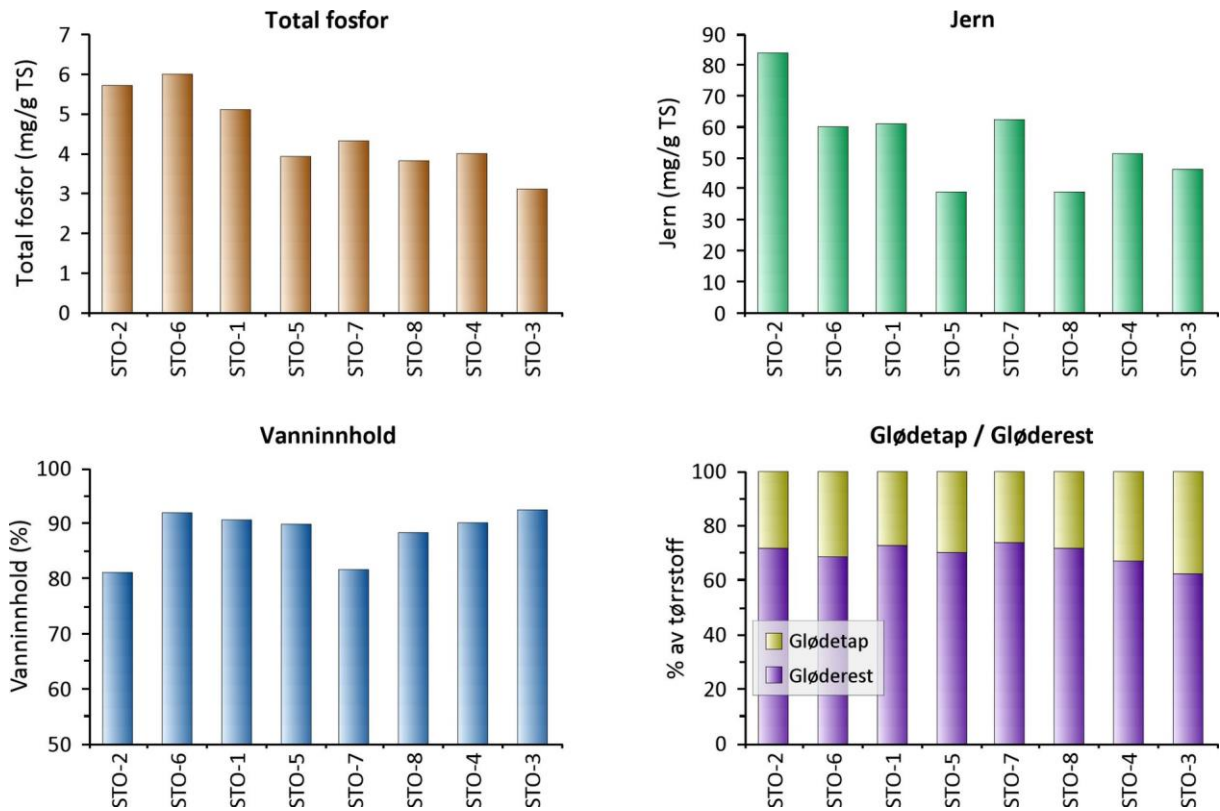 Total fosfor
Total fosfor (mg/g TS)
7
6
5
4
3
2
1
0
STO-2
STO-6
STO-1
STO-5
STO-7
STO-8
STO-4
STO-3
Jern
Jern (mg/g TS)
90
80
70
60
50
40
30
20
10
0
STO-2
STO-6
STO-1
STO-5
STO-7
STO-8
STO-4
STO-3
Vanninnhold
Vanninnhold (%)
100
90
80
70
60
50
STO-2
STO-6
STO-1
STO-5
STO-7
STO-8
STO-4
STO-3
Glødetap / Gløderest
% av tørrstoff
100
80
60
40
20
0
Glødetap
Gløderest
STO-2
STO-6
STO-1
STO-5
STO-7
STO-8
STO-4
STO-3